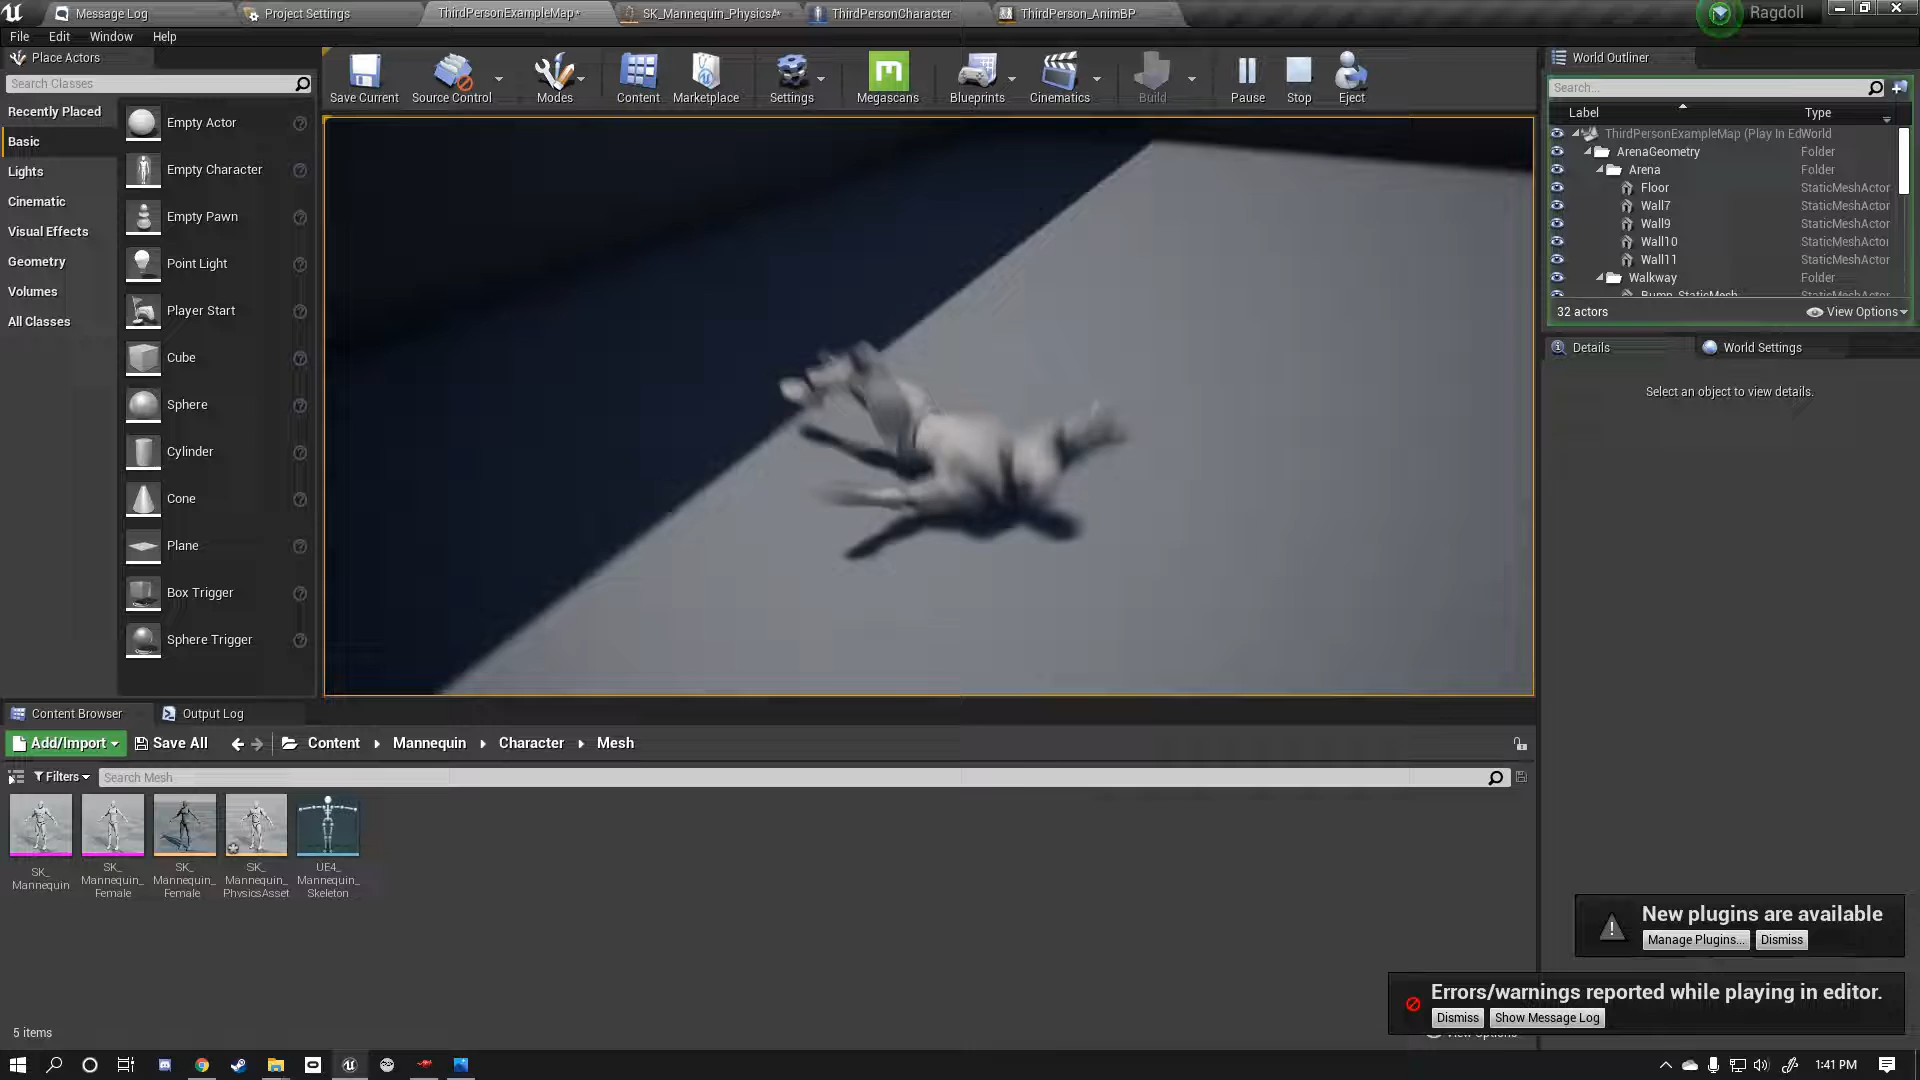 Message Log
Project Settings
ThirdPersonExampleMap*
SK_Mannequin_PhysicsA*
ThirdPersonCharacter
ThirdPerson_AnimBP
Ragdoll
File Edit Window Help
Place Actors
Search Classes
Recently Placed
Basic
Lights
Cinematic
Visual Effects
Geometry
Volumes
All Classes
Empty Actor
Empty Character
Empty Pawn
Point Light
Player Start
Cube
Sphere
Cylinder
Cone
Plane
Box Trigger
Sphere Trigger
Save Current
Source Control
Modes
Content
Marketplace
Settings
Megascans
Blueprints
Cinematics
Build
Pause
Stop
Eject
World Outliner
Search...
Label Type
ThirdPersonExampleMap (Play In Ed World
ArenaGeometry Folder
Arena Folder
Floor StaticMeshActor
Wall7 StaticMeshActor
Wall9 StaticMeshActor
Wall10 StaticMeshActor
Wall11 StaticMeshActor
Walkway Folder
Bump_StaticMesh StaticMeshActor
32 actors View Options
Details
World Settings
Select an object to view details.
Content Browser
Output Log
Add/Import Save All Content Mannequin Character Mesh
Filters Search Mesh
SK_
Mannequin
SK_
Mannequin_
Female
SK_
Mannequin_
Female
SK_
Mannequin_
PhysicsAsset
UE4_
Mannequin_
Skeleton
5 items
New plugins are available
Manage Plugins... Dismiss
Errors/warnings reported while playing in editor.
Dismiss Show Message Log
View Options
1:41 PM